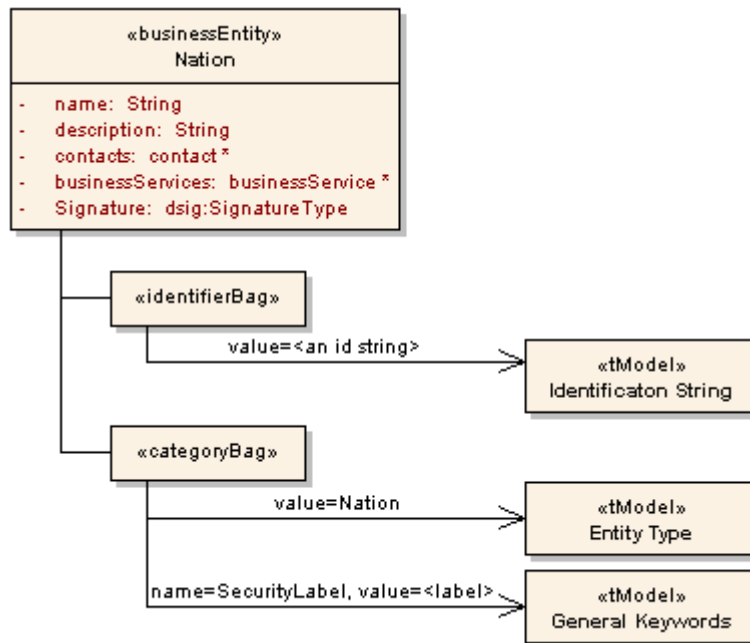 «businessEntity»
Nation
- name: String
- description: String
- contacts: contact*
- businessServices: businessService*
- Signature: dsig:SignatureType
«identifierBag»
value=<an id string>
«tModel»
Identificaton String
«categoryBag»
value=Nation
«tModel»
Entity Type
name=SecurityLabel, value=<label>
«tModel»
General Keywords